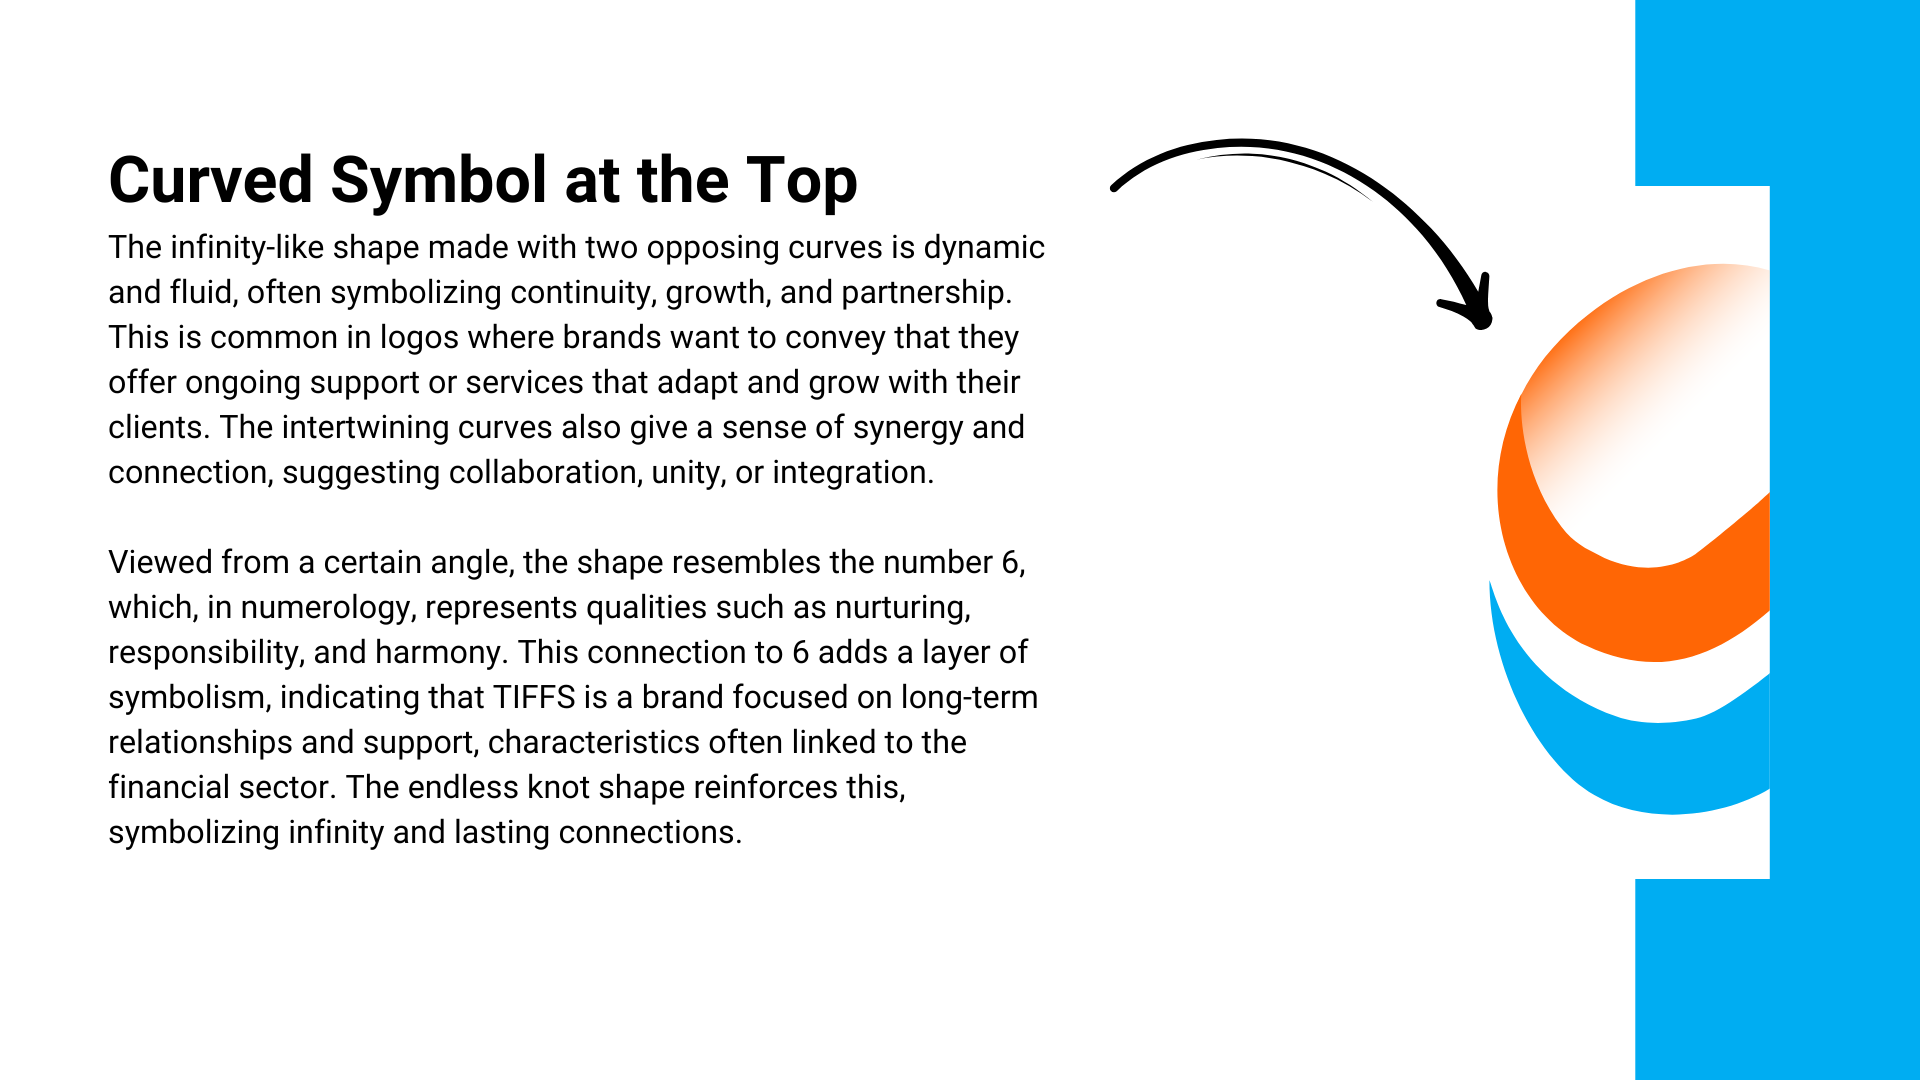 Curved Symbol at the Top
The infinity-like shape made with two opposing curves is dynamic
and fluid, often symbolizing continuity, growth, and partnership.
This is common in logos where brands want to convey that they
offer ongoing support or services that adapt and grow with their
clients. The intertwining curves also give a sense of synergy and
connection, suggesting collaboration, unity, or integration.
Viewed from a certain angle, the shape resembles the number 6,
which, in numerology, represents qualities such as nurturing,
responsibility, and harmony. This connection to 6 adds a layer of
symbolism, indicating that TIFFS is a brand focused on long-term
relationships and support, characteristics often linked to the
financial sector. The endless knot shape reinforces this,
symbolizing infinity and lasting connections.